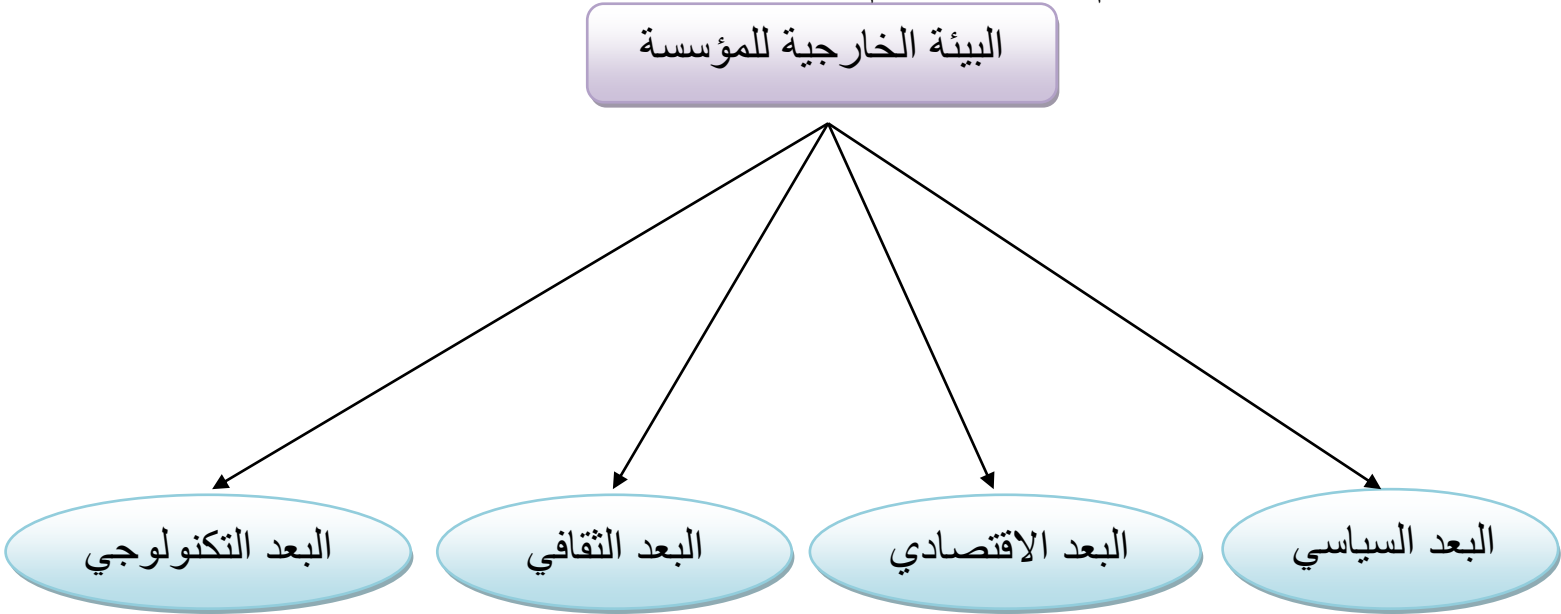 البيئة الخارجية للمؤسسة
البعد السياسي
البعد الاقتصادي
البعد الثقافي
البعد التكنولوجي